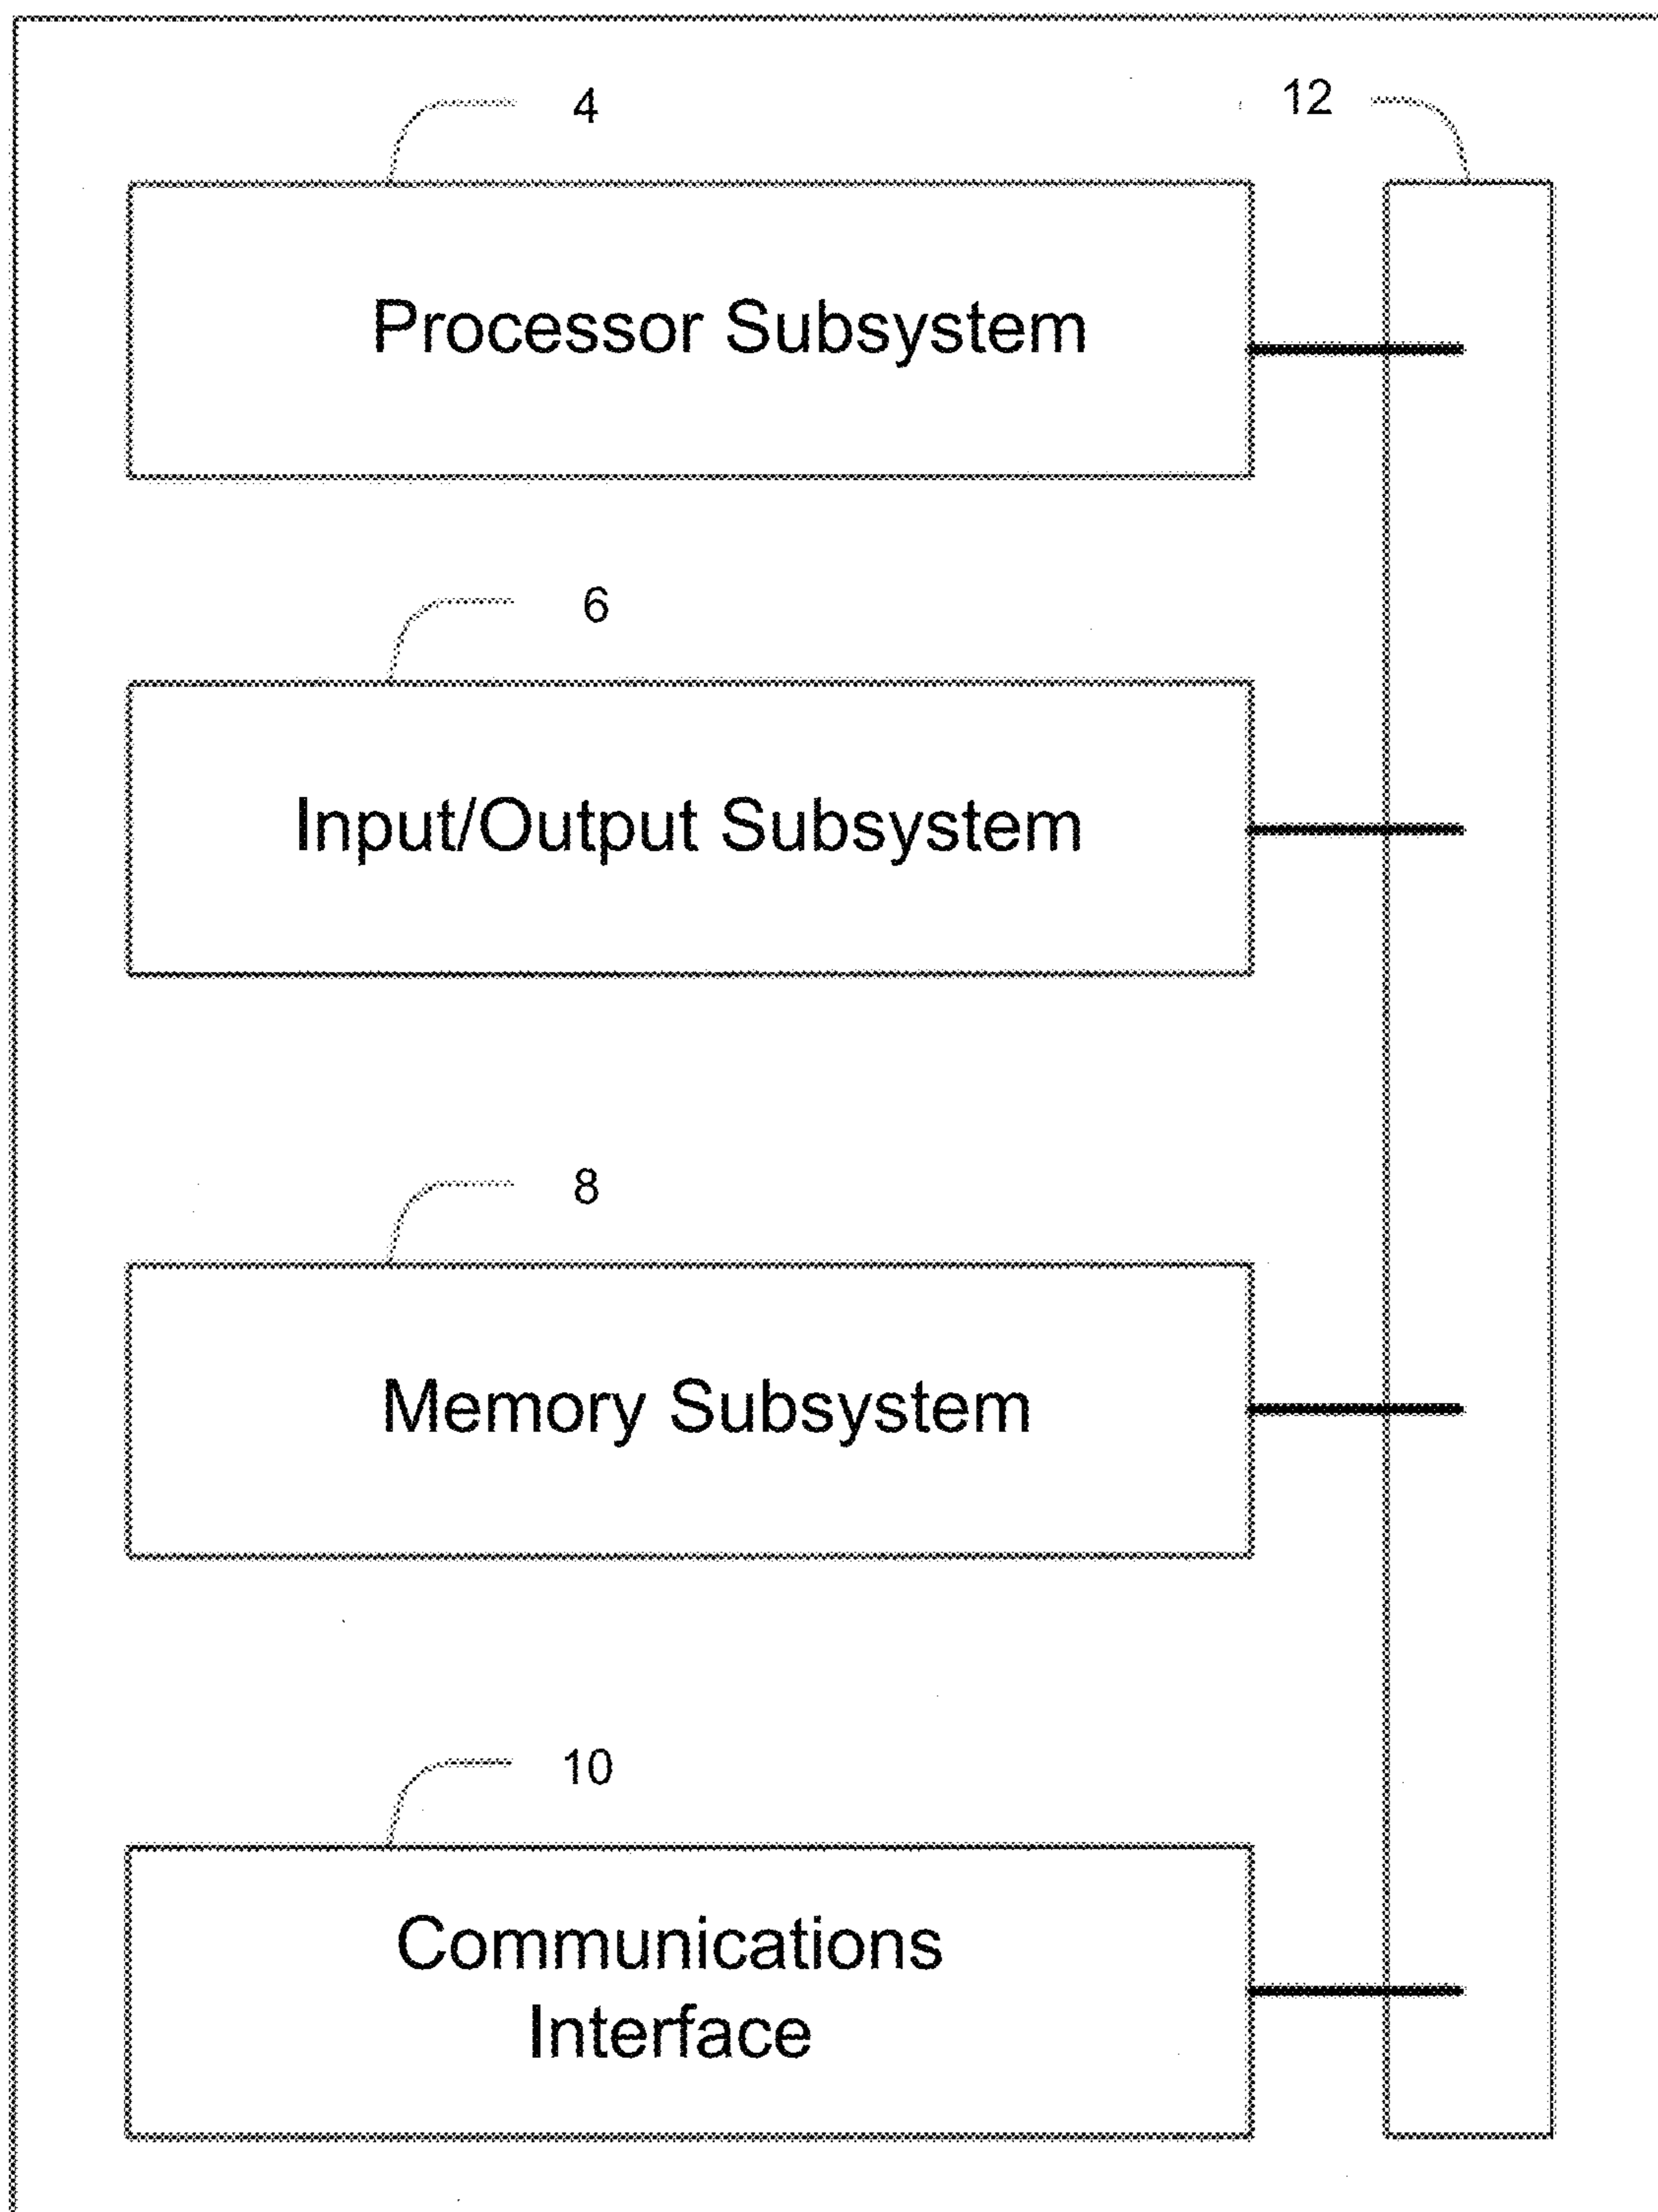 4
12
Processor Subsystem
6
Input/Output Subsystem
8
Memory Subsystem
10
Communications
Interface